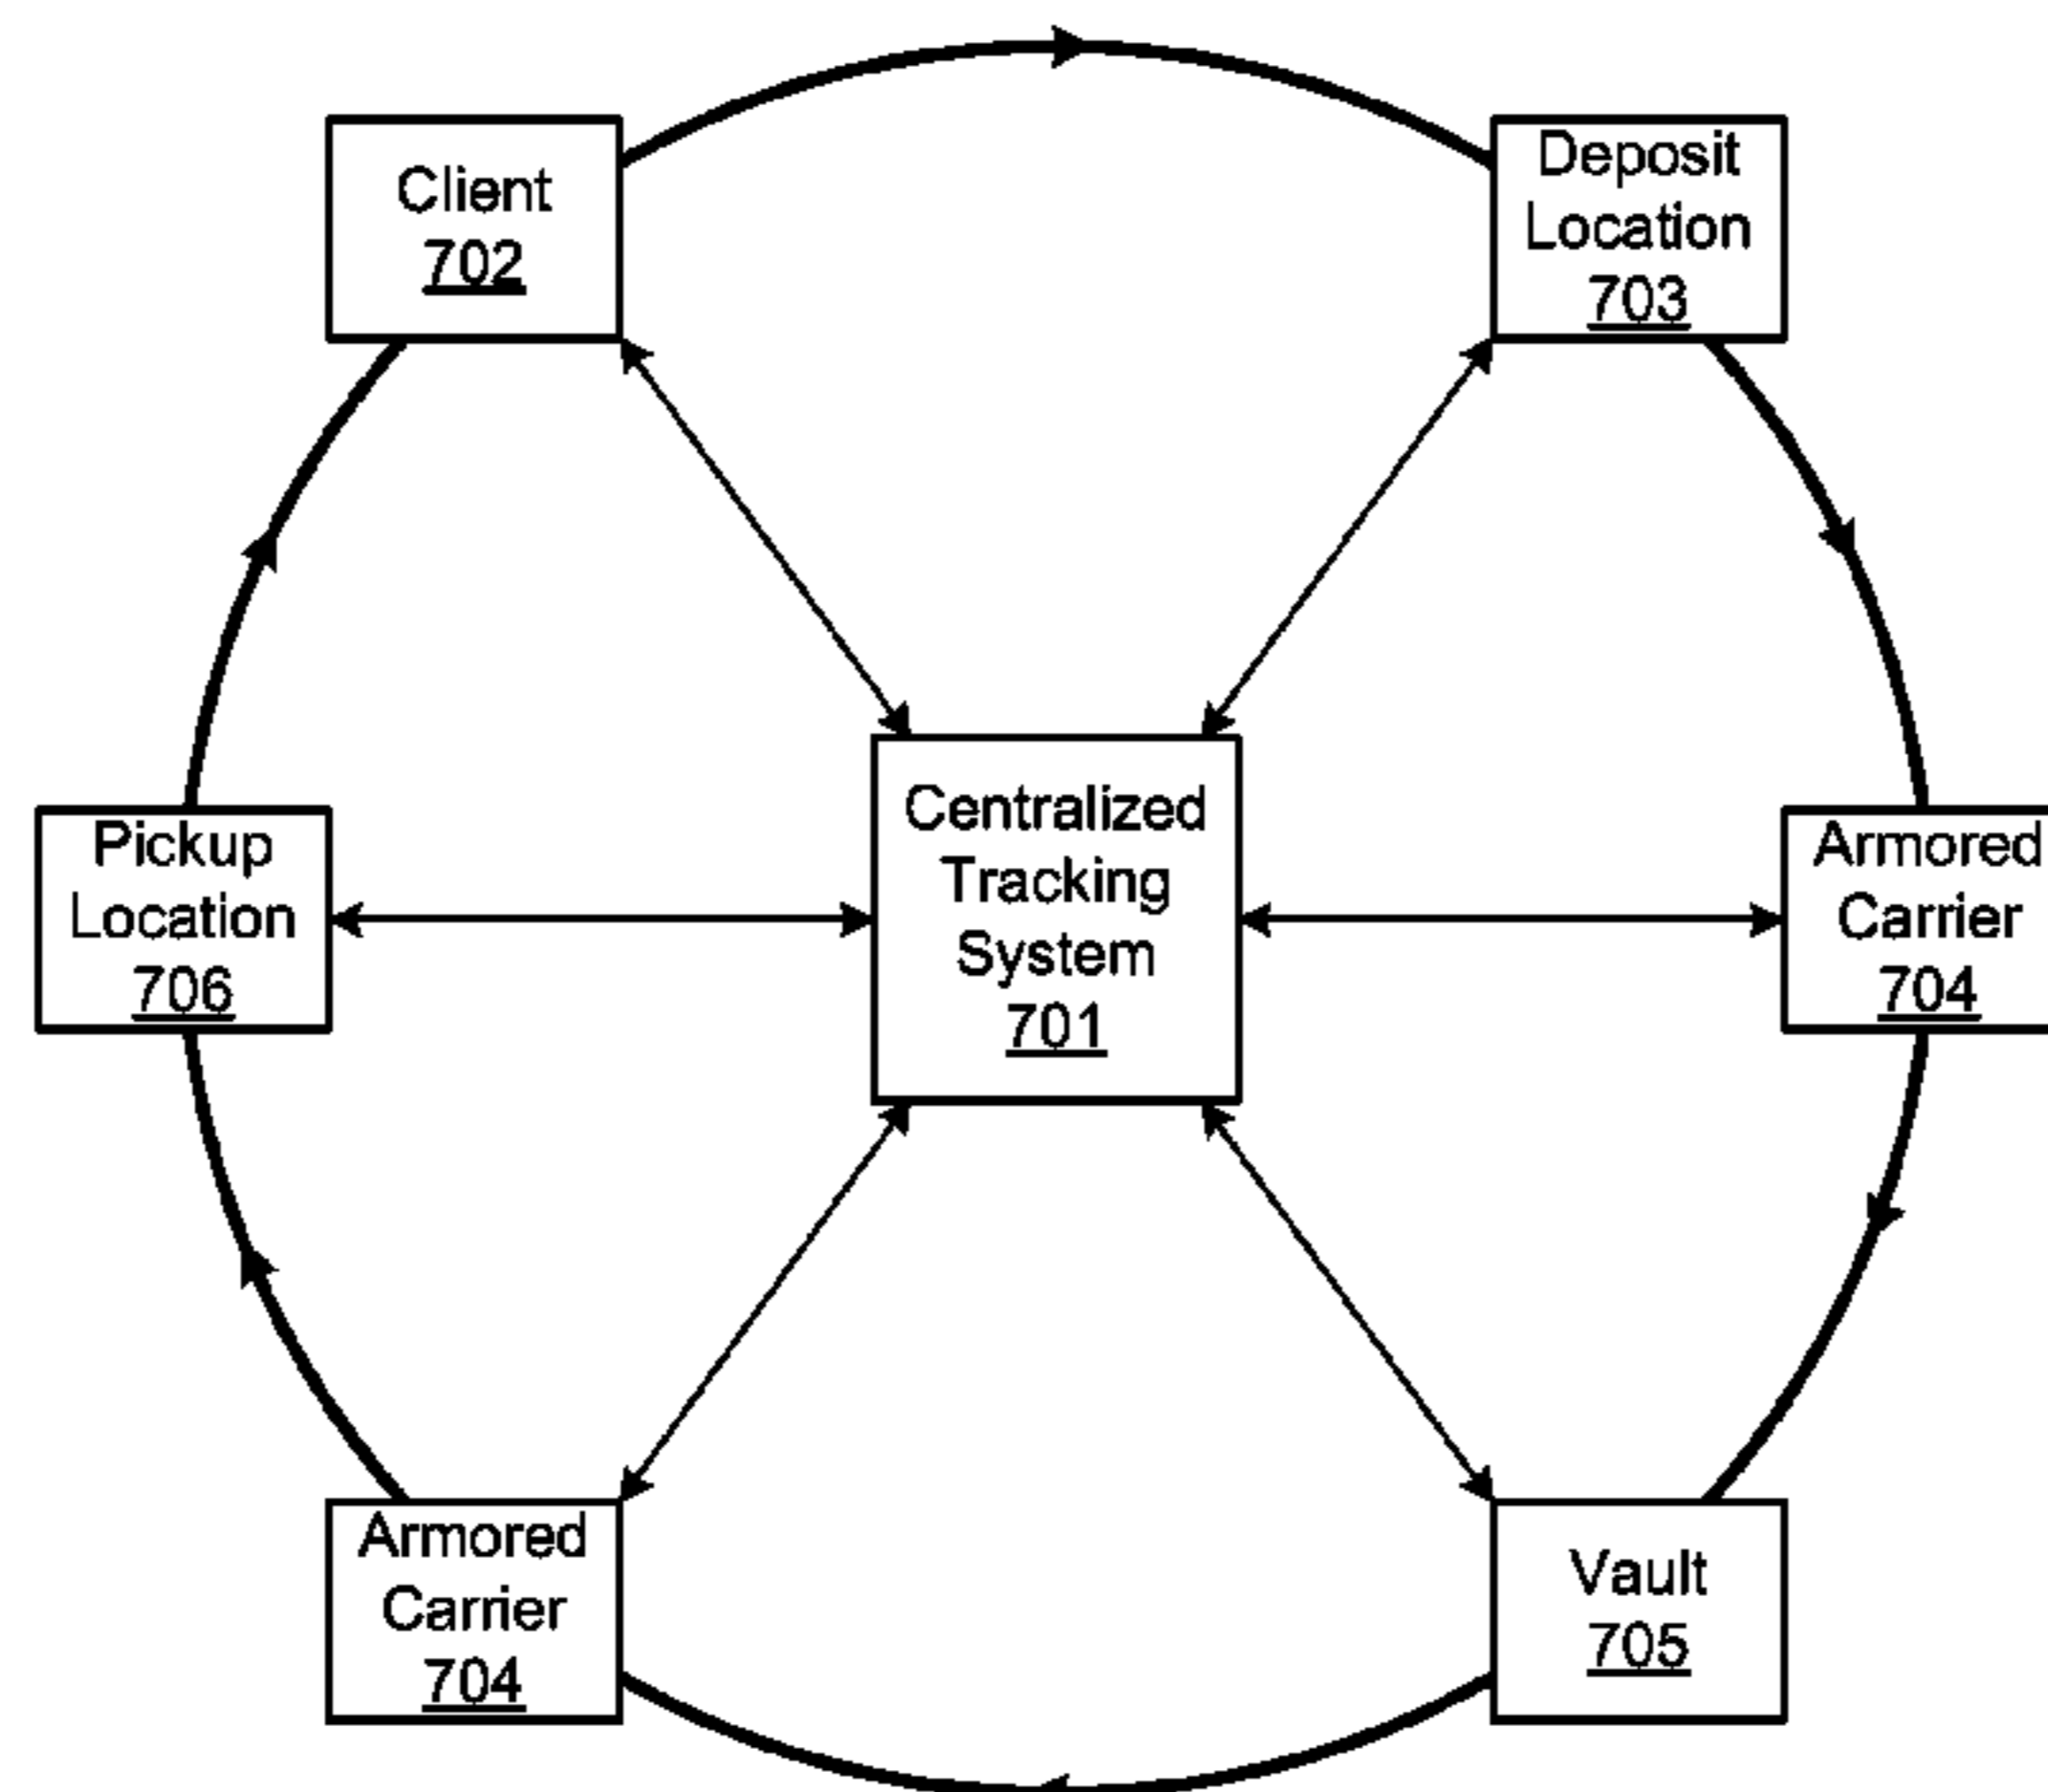 Client
702
Deposit
Location
703
Centralized
Tracking
System
701
Pickup
Location
706
Armored
Carrier
704
Armored
Carrier
704
Vault
705